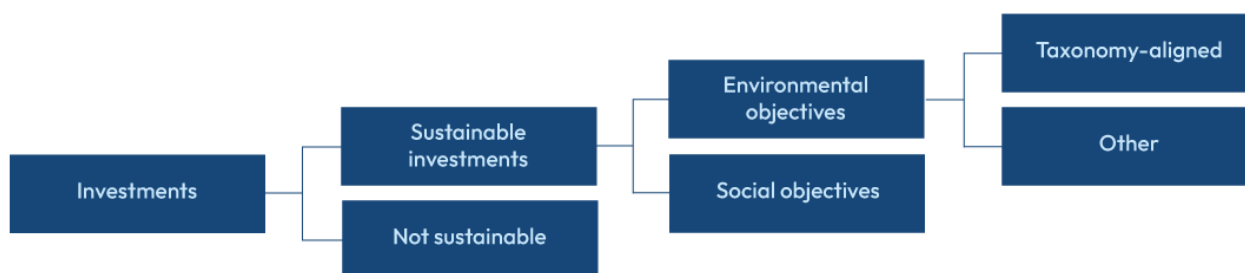 Investments
Sustainable
investments
Not sustainable
Environmental
objectives
Social objectives
Taxonomy-aligned
Other